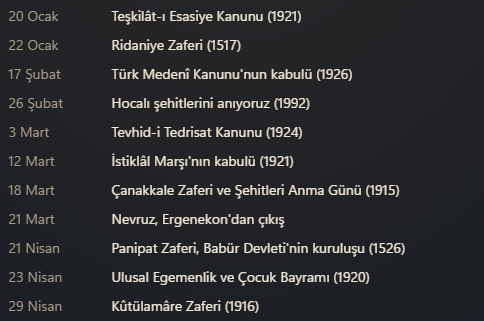 20 Ocak Teşkilât-ı Esasiye Kanunu (1921)
22 Ocak Ridaniye Zaferi (1517)
17 Şubat Türk Medenî Kanunu'nun kabulü (1926)
26 Şubat Hocalı şehitlerini anıyoruz (1992)
3 Mart Tevhid-i Tedrisat Kanunu (1924)
12 Mart İstiklâl Marşı'nın kabulü (1921)
18 Mart Çanakkale Zaferi ve Şehitleri Anma Günü (1915)
21 Mart Nevruz, Ergenekon'dan çıkış
21 Nisan Panipat Zaferi, Babür Devleti'nin kuruluşu (1526)
23 Nisan Ulusal Egemenlik ve Çocuk Bayramı (1920)
29 Nisan Kûtülamâre Zaferi (1916)